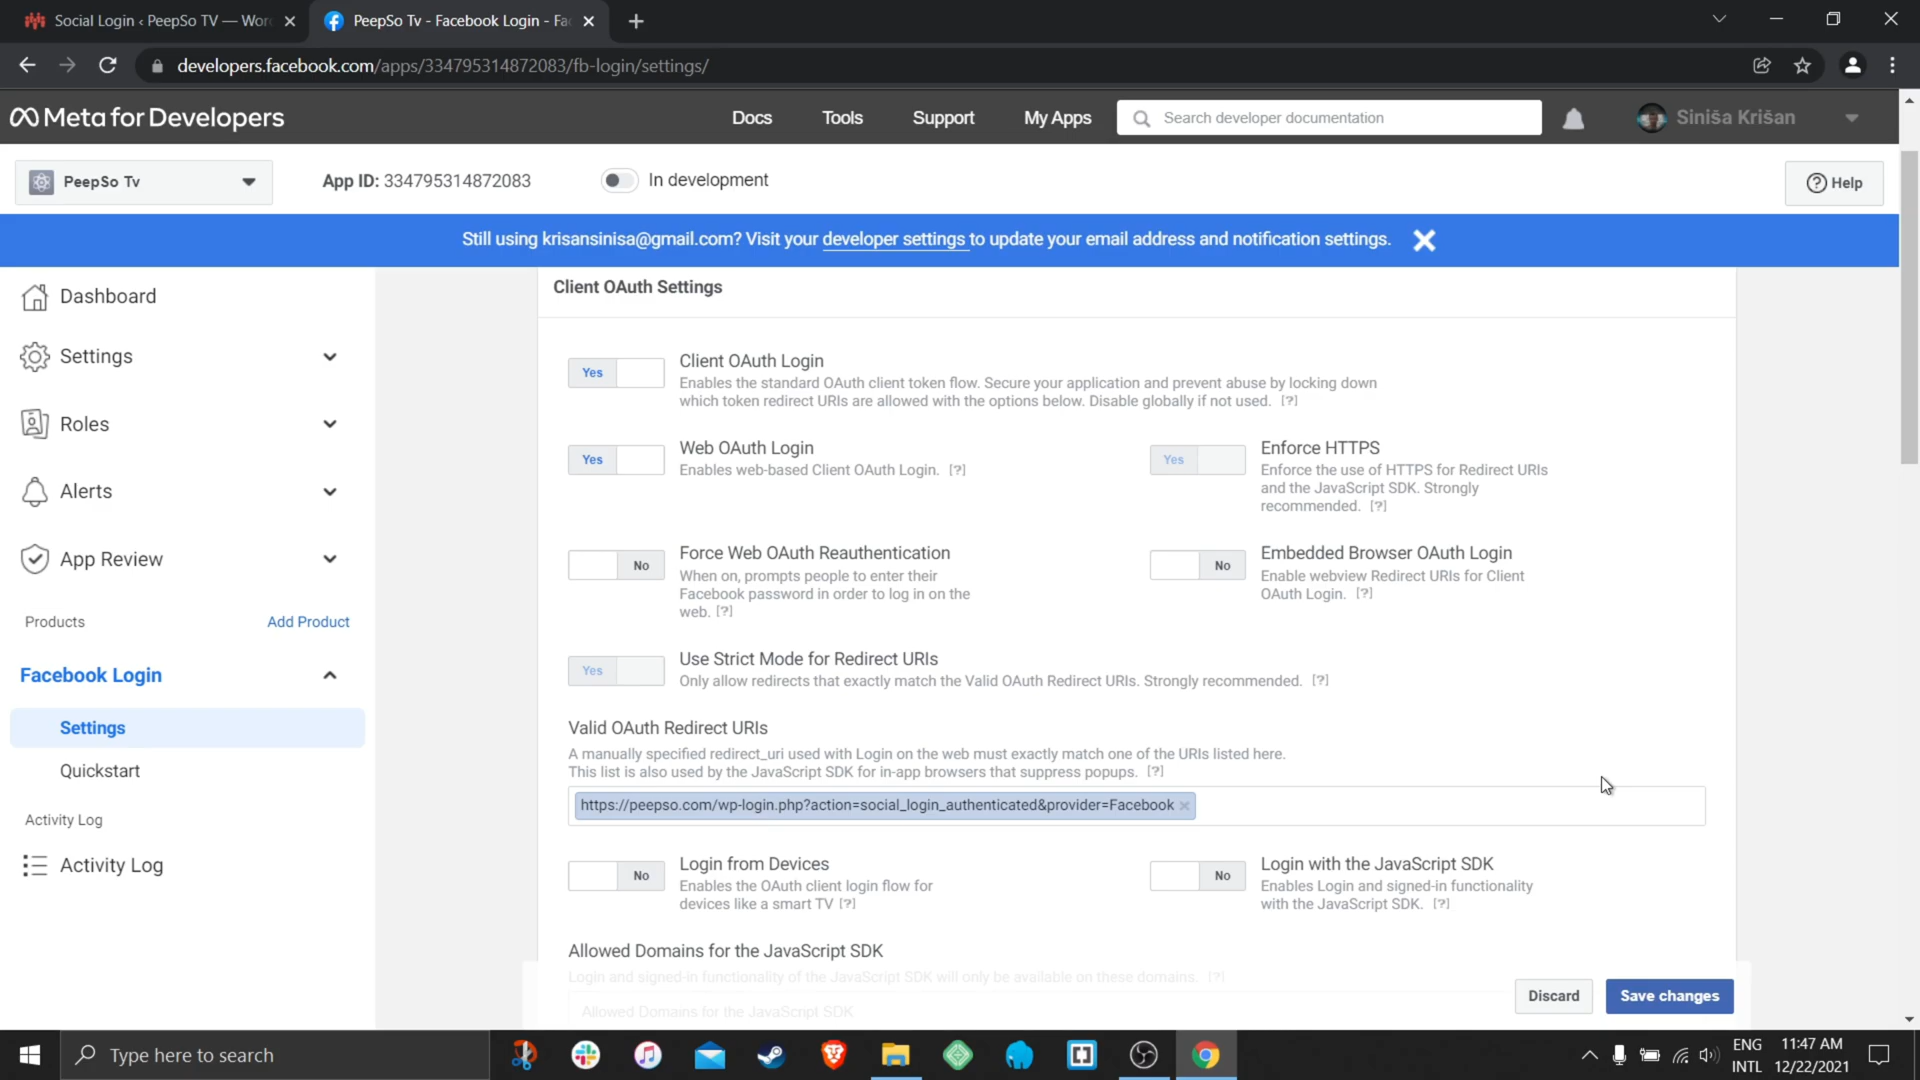 Social Login ‹ PeepSo TV — Wor
PeepSo Tv - Facebook Login - Fa
developers.facebook.com/apps/334795314872083/fb-login/settings/
Meta for Developers
Docs
Tools
Support
My Apps
Search developer documentation
Siniša Krišan
PeepSo Tv
App ID: 334795314872083
In development
Help
Still using krisansinisa@gmail.com? Visit your developer settings to update your email address and notification settings.
Dashboard
Settings
Roles
Alerts
App Review
Products
Add Product
Facebook Login
Settings
Quickstart
Activity Log
Activity Log
Client OAuth Settings
Yes
Client OAuth Login
Enables the standard OAuth client token flow. Secure your application and prevent abuse by locking down
which token redirect URIs are allowed with the options below. Disable globally if not used. [?]
Yes
Web OAuth Login
Enables web-based Client OAuth Login. [?]
Yes
Enforce HTTPS
Enforce the use of HTTPS for Redirect URIs
and the JavaScript SDK. Strongly
recommended. [?]
No
Force Web OAuth Reauthentication
When on, prompts people to enter their
Facebook password in order to log in on the
web. [?]
No
Embedded Browser OAuth Login
Enable webview Redirect URIs for Client
OAuth Login. [?]
Yes
Use Strict Mode for Redirect URIs
Only allow redirects that exactly match the Valid OAuth Redirect URIs. Strongly recommended. [?]
Valid OAuth Redirect URIs
A manually specified redirect_uri used with Login on the web must exactly match one of the URIs listed here.
This list is also used by the JavaScript SDK for in-app browsers that suppress popups. [?]
https://peepso.com/wp-login.php?action=social_login_authenticated&provider=Facebook
No
Login from Devices
Enables the OAuth client login flow for
devices like a smart TV [?]
No
Login with the JavaScript SDK
Enables Login and signed-in functionality
with the JavaScript SDK. [?]
Allowed Domains for the JavaScript SDK
Login and signed-in functionality of the JavaScript SDK will only be available on these domains. [?]
Allowed Domains for the JavaScript SDK
Discard
Save changes
Type here to search
ENG
INTL
11:47 AM
12/22/2021